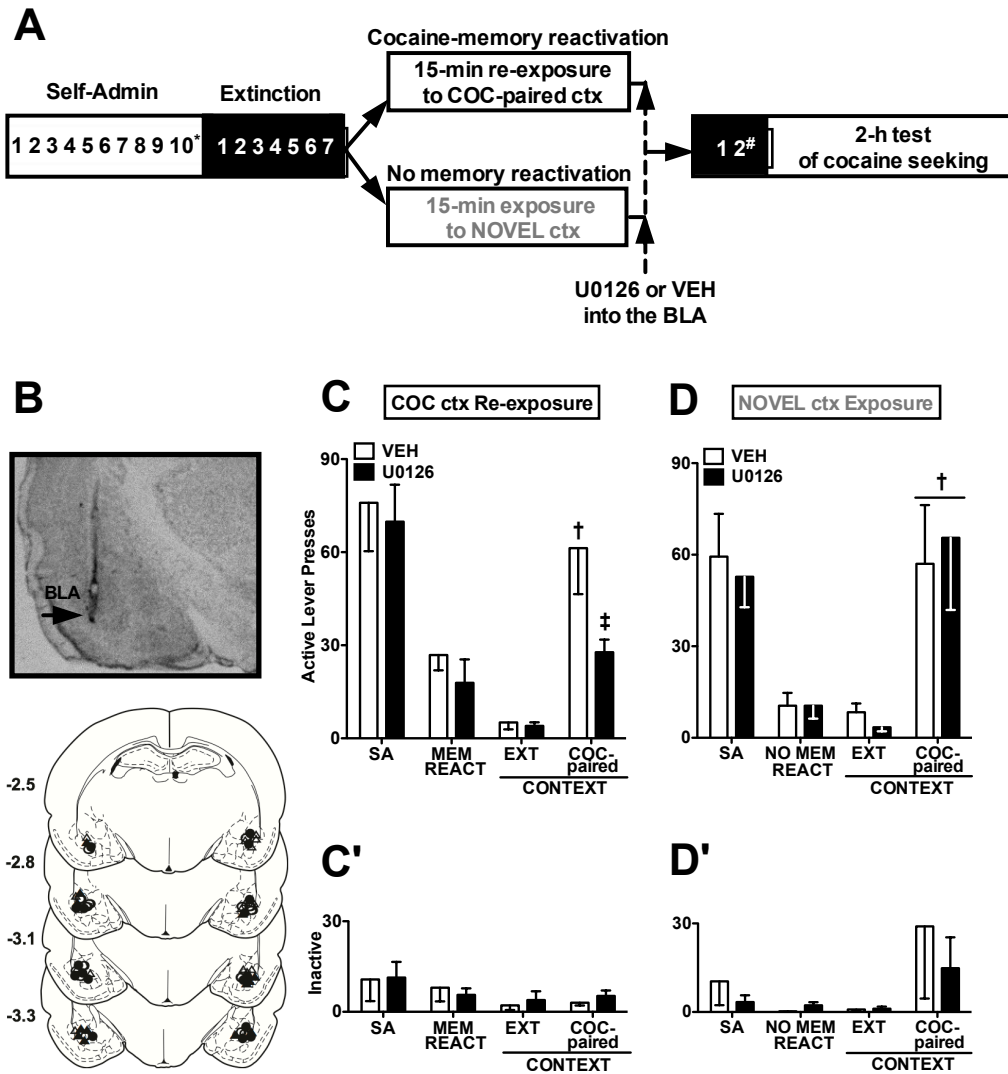 A
Cocaine-memory reactivation
Self-Admin
Extinction
15-min re-exposure
to COC-paired ctx
1 2 3 4 5 6 7 8 9 10*
1 2 3 4 5 6 7
No memory reactivation
15-min exposure
to NOVEL ctx
1 2#
2-h test
of cocaine seeking
U0126 or VEH
into the BLA
B
BLA
-2.5
-2.8
-3.1
-3.3
C
COC ctx Re-exposure
VEH
U0126
Active Lever Presses
90
60
30
0
†
‡
SA
MEM
REACT
EXT
COC-
paired
CONTEXT
D
NOVEL ctx Exposure
VEH
U0126
90
60
30
0
†
SA
NO MEM
REACT
EXT
COC-
paired
CONTEXT
C'
Inactive
30
0
SA
MEM
REACT
EXT
COC-
paired
CONTEXT
D'
30
0
SA
NO MEM
REACT
EXT
COC-
paired
CONTEXT